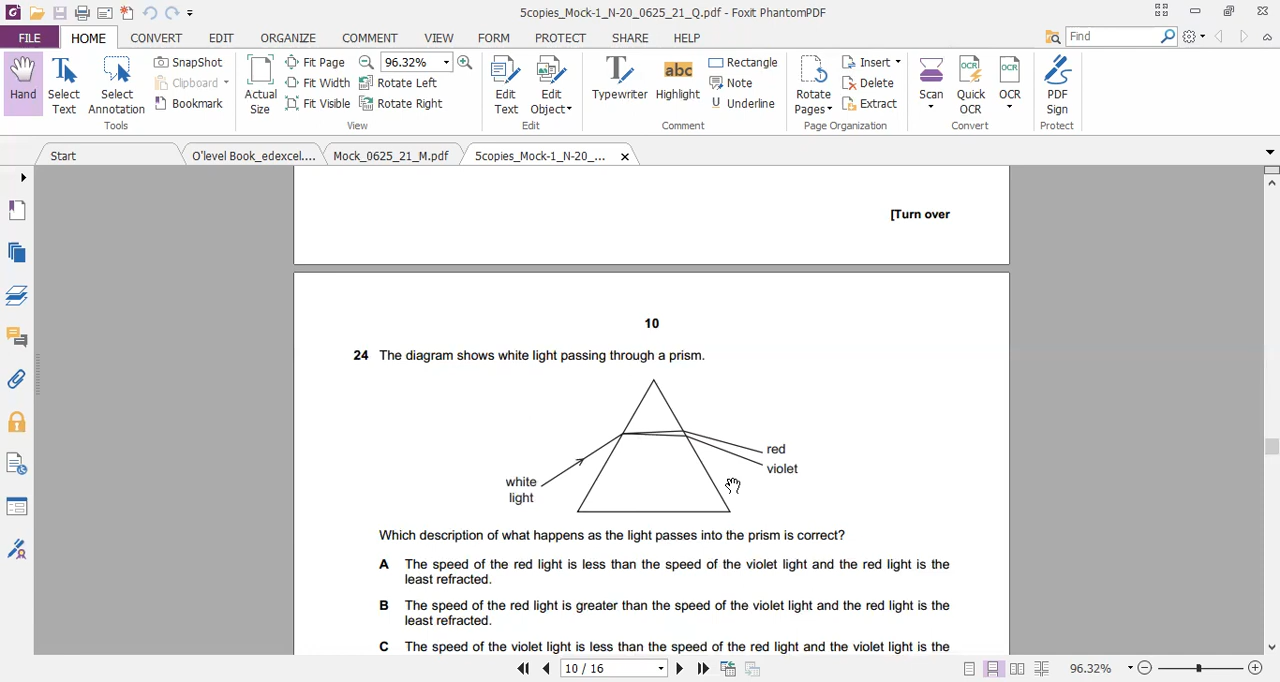 5copies_Mock-1_N-20_0625_21_Q.pdf - Foxit PhantomPDF
FILE HOME CONVERT EDIT ORGANIZE COMMENT VIEW FORM PROTECT SHARE HELP Find
Hand
Select Text
Select Annotation
SnapShot
Clipboard
Bookmark
Tools
Actual Size
Fit Page
Fit Width
Fit Visible
96.32%
Rotate Left
Rotate Right
View
Edit Text
Edit Object
Edit
Typewriter
abc
Highlight
Rectangle
Note
U Underline
Comment
Rotate Pages
Insert
Delete
Extract
Page Organization
Scan
OCR
Quick OCR
OCR
OCR
Convert
PDF Sign
Protect
Start O'level Book_edexcel.... Mock_0625_21_M.pdf 5copies_Mock-1_N-20_...
[Turn over
10
24 The diagram shows white light passing through a prism.
red
violet
white
light
Which description of what happens as the light passes into the prism is correct?
A The speed of the red light is less than the speed of the violet light and the red light is the
least refracted.
B The speed of the red light is greater than the speed of the violet light and the red light is the
least refracted.
C The speed of the violet light is less than the speed of the red light and the violet light is the
10 / 16
96.32%